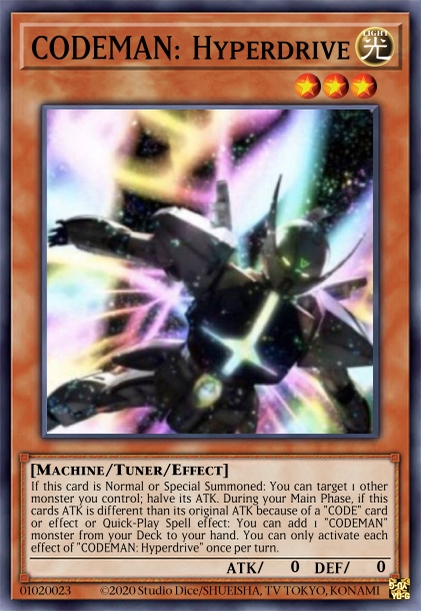 CODEMAN: HYPERDRIVE
LIGHT
光
[MACHINE/TUNER/EFFECT]
If this card is Normal or Special Summoned: You can target 1 other
monster you control; halve its ATK. During your Main Phase, if this
cards ATK is different than its original ATK because of a "CODE" card
or effect or Quick-Play Spell effect: You can add 1 "CODEMAN"
monster from your Deck to your hand. You can only activate each
effect of "CODEMAN: Hyperdrive" once per turn.
ATK/ 0 DEF/ 0
01020023 ©2020 Studio Dice/SHUEISHA, TV TOKYO, KONAMI